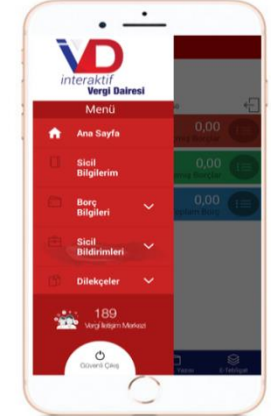 VD
interaktif
Vergi Dairesi
Menü
Ana Sayfa
0,00
Sicil
Bilgilerim
0,00
Borç
Bilgileri
0,00
Sicil
Bildirimleri
Dilekçeler
189
Vergi İletişim Merkezi
Güvenli Çıkış
E-Tebligat